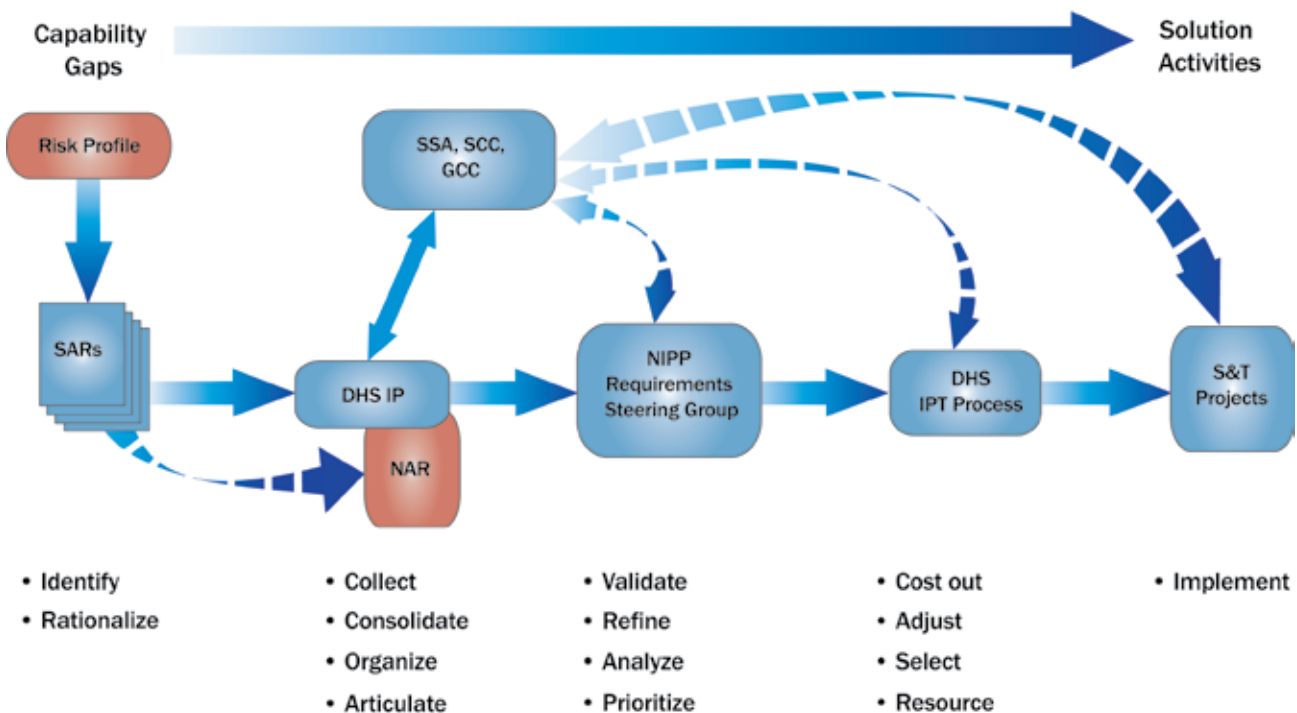 Capability
Gaps
Solution
Activities
Risk Profile
SSA, SCC,
GCC
SARs
DHS IP
NAR
NIPP
Requirements
Steering Group
DHS
IPT Process
S&T
Projects
• Identify
• Rationalize
• Collect
• Consolidate
• Organize
• Articulate
• Validate
• Refine
• Analyze
• Prioritize
• Cost out
• Adjust
• Select
• Resource
• Implement